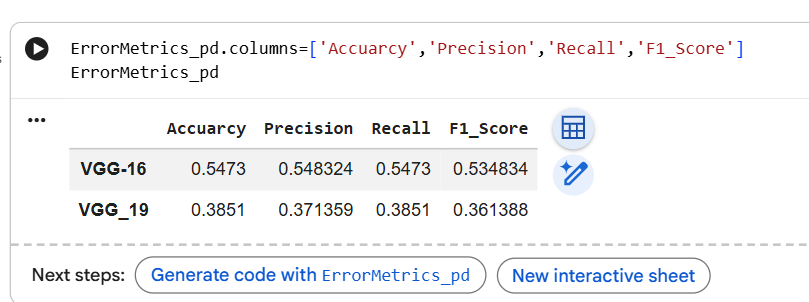 ErrorMetrics_pd.columns=['Accuarcy','Precision','Recall','F1_Score']
ErrorMetrics_pd
Accuarcy Precision Recall F1_Score
VGG-16 0.5473 0.548324 0.5473 0.534834
VGG_19 0.3851 0.371359 0.3851 0.361388
Next steps: Generate code with ErrorMetrics_pd New interactive sheet